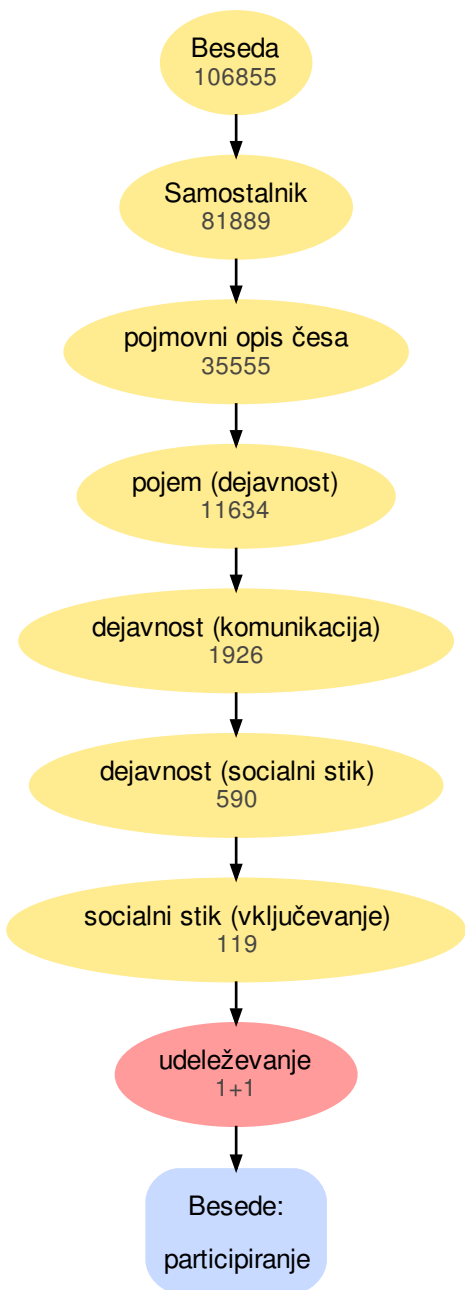 Beseda
106855
Samostalnik
81889
pojmovni opis česa
35555
pojem (dejavnost)
11634
dejavnost (komunikacija)
1926
dejavnost (socialni stik)
590
socialni stik (vključevanje)
119
udeleževanje
1+1
Besede:
participiranje